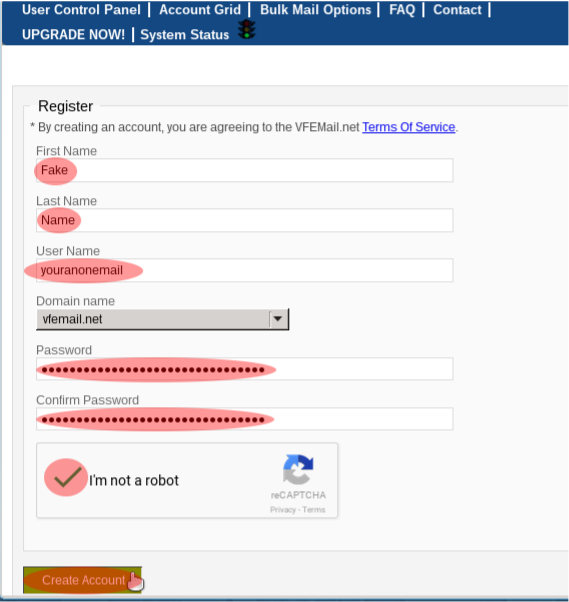 User Control Panel | Account Grid | Bulk Mail Options | FAQ | Contact |
UPGRADE NOW! | System Status
Register
* By creating an account, you are agreeing to the VFEMail.net Terms Of Service.
First Name
Fake
Last Name
Name
User Name
youranonemail
Domain name
vfemail.net
Password
••••••••••••••••••••••••••••••••••
Confirm Password
••••••••••••••••••••••••••••••••••
I'm not a robot
reCAPTCHA
Privacy - Terms
Create Account